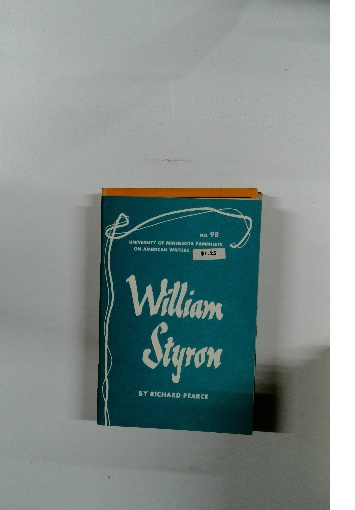 NO. 98
UNIVERSITY OF MINNESOTA PAMPHLETS
ON AMERICAN WRITERS
$1.25
William
Styron
BY RICHARD PEARCE